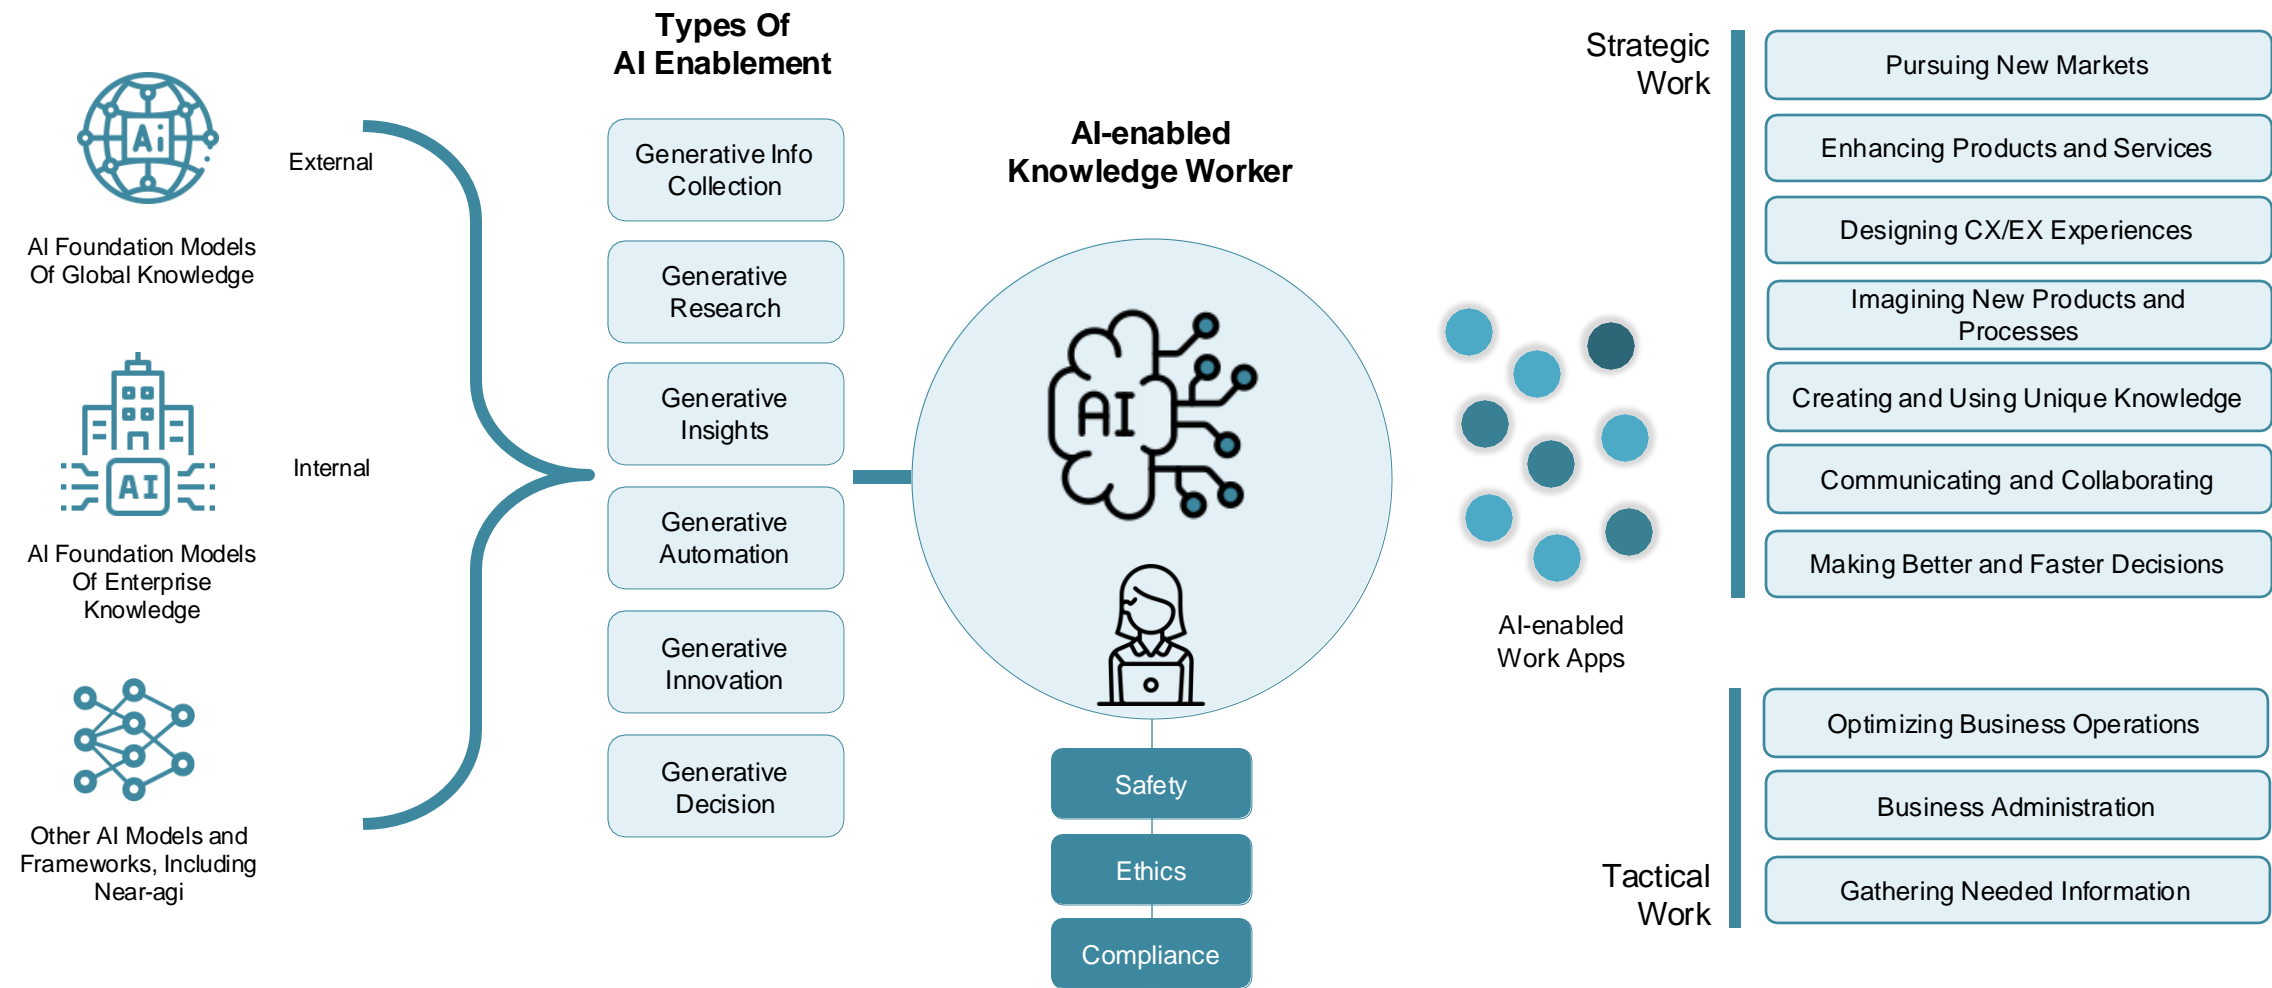 Types Of
AI Enablement
Ai
External
AI Foundation Models
Of Global Knowledge
AI
Internal
AI Foundation Models
Of Enterprise
Knowledge
Other AI Models and
Frameworks, Including
Near-agi
Generative Info
Collection
Generative
Research
Generative
Insights
Generative
Automation
Generative
Innovation
Generative
Decision
AI-enabled
Knowledge Worker
AI
Safety
Ethics
Compliance
AI-enabled
Work Apps
Strategic
Work
Pursuing New Markets
Enhancing Products and Services
Designing CX/EX Experiences
Imagining New Products and
Processes
Creating and Using Unique Knowledge
Communicating and Collaborating
Making Better and Faster Decisions
Tactical
Work
Optimizing Business Operations
Business Administration
Gathering Needed Information